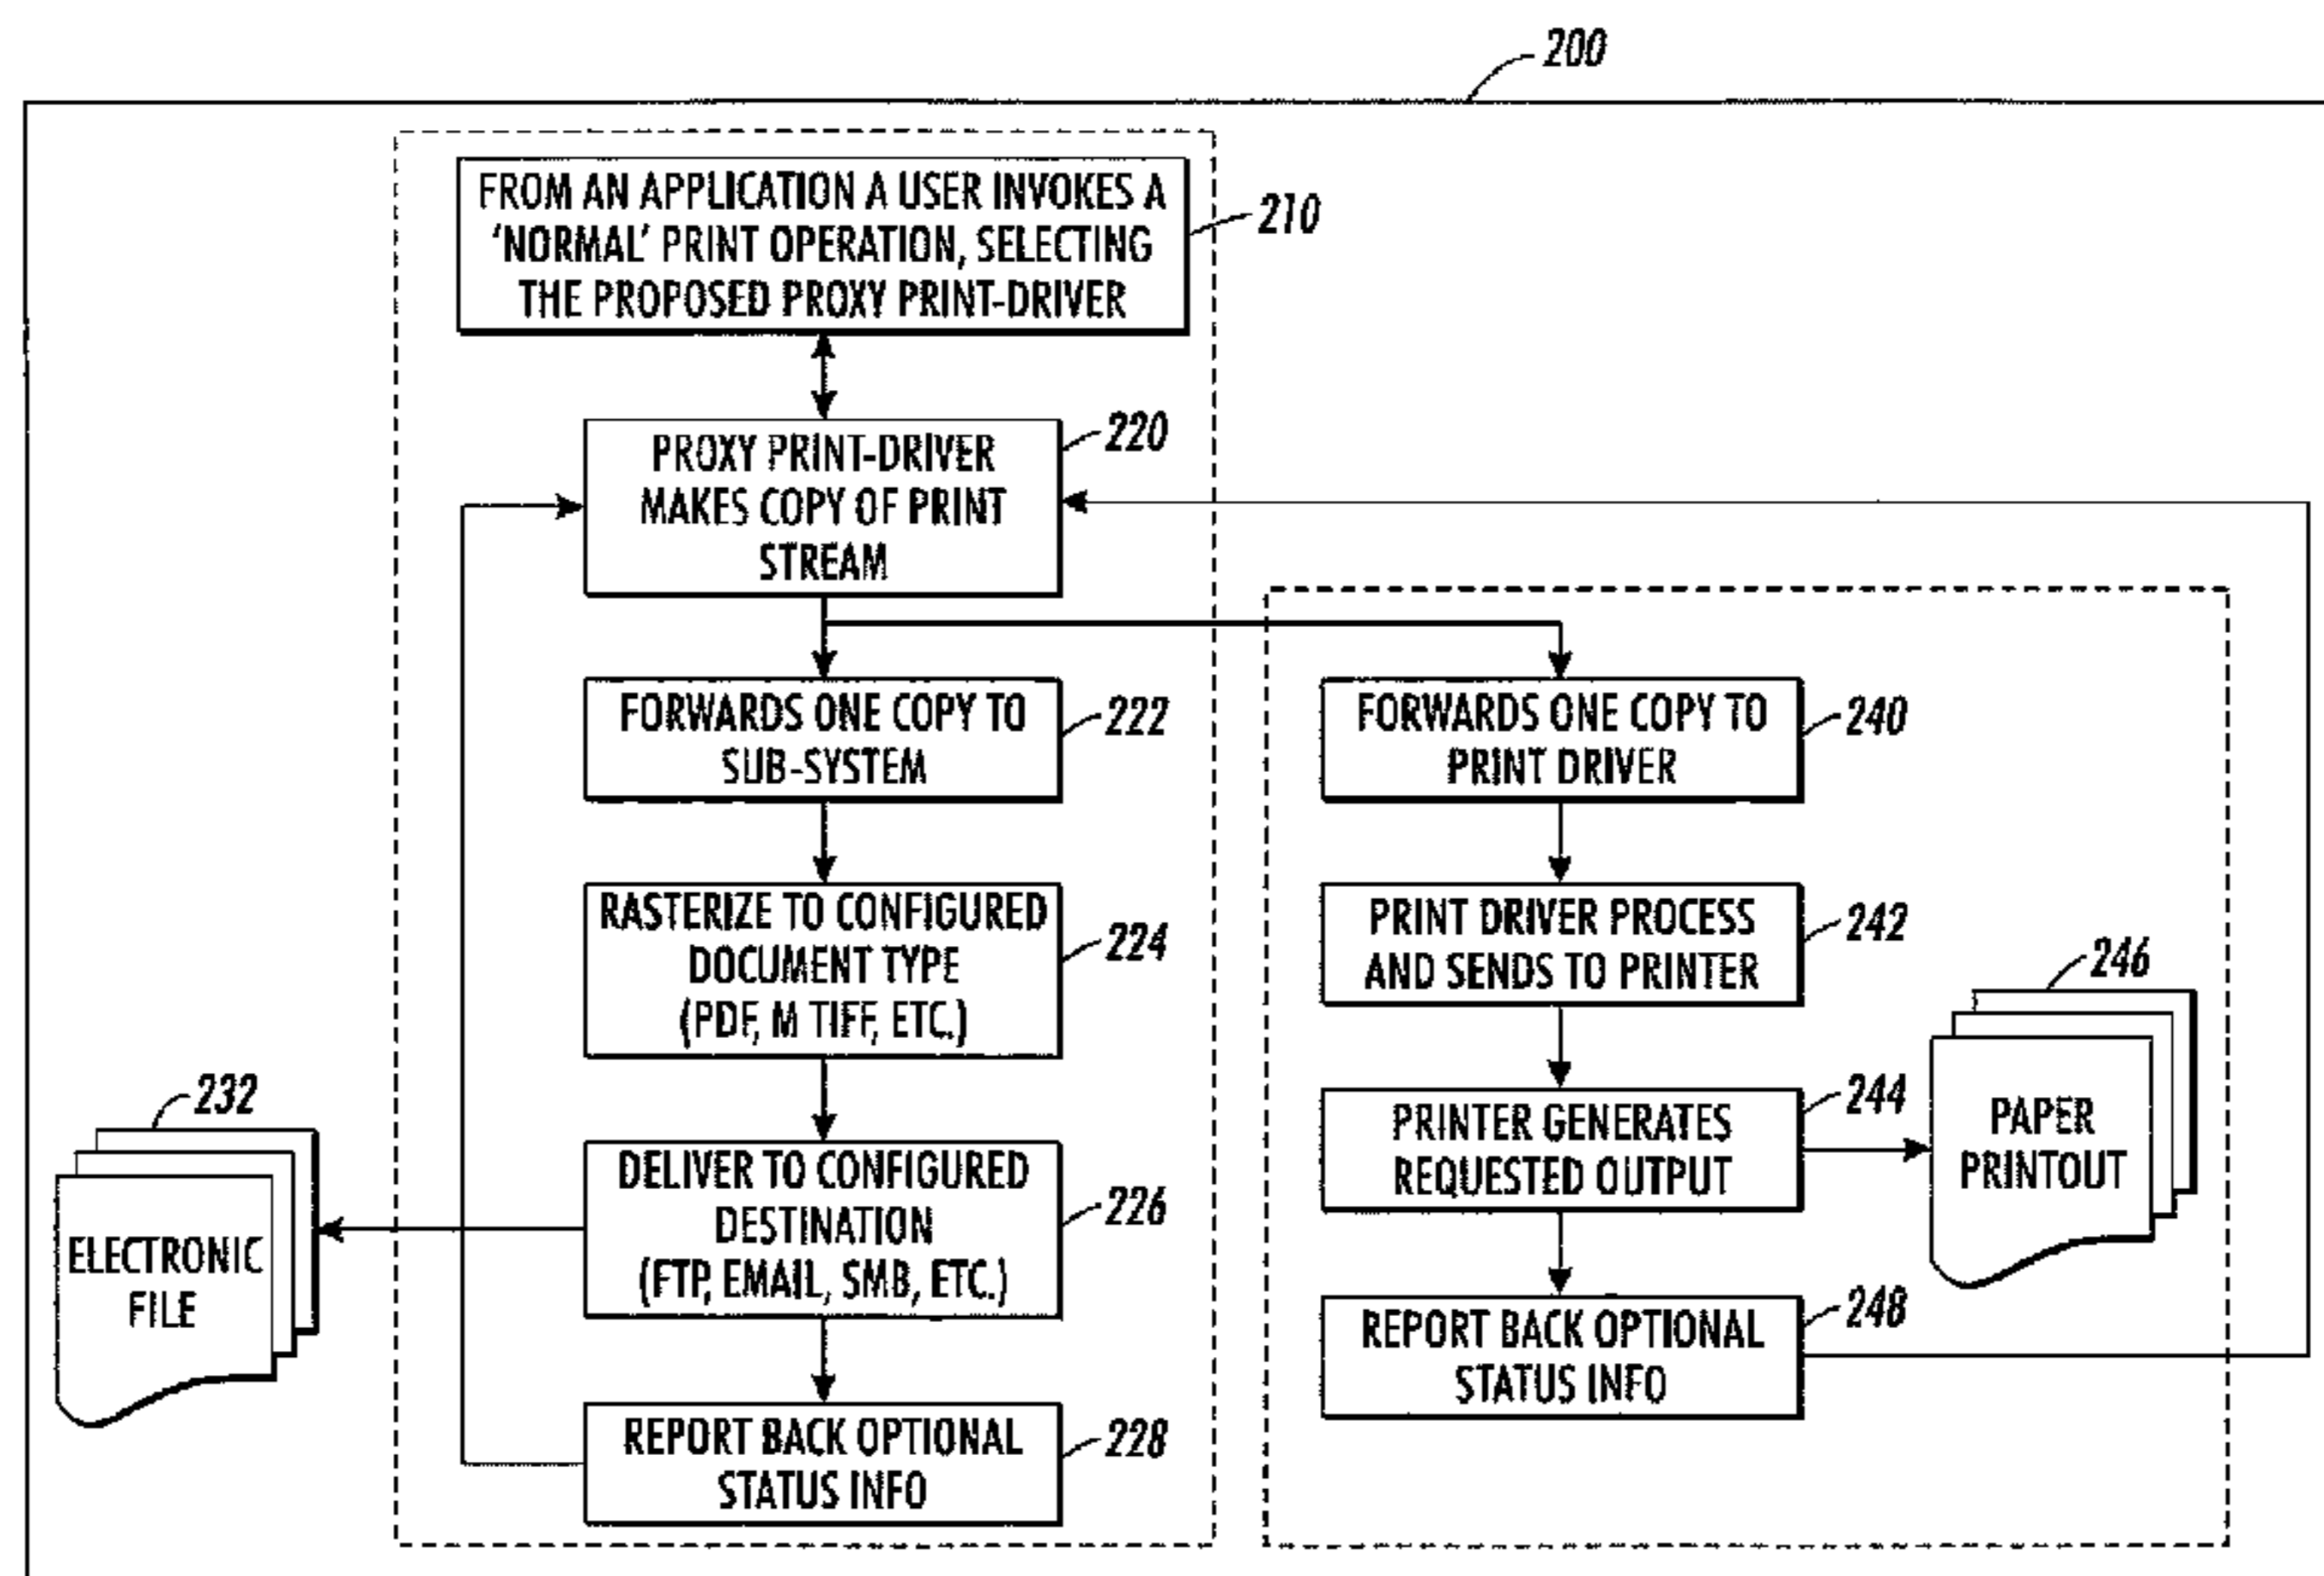 200
FROM AN APPLICATION A USER INVOKES A
'NORMAL' PRINT OPERATION, SELECTING
THE PROPOSED PROXY PRINT-DRIVER
210
PROXY PRINT-DRIVER
MAKES COPY OF PRINT
STREAM
220
FORWARDS ONE COPY TO
SUB-SYSTEM
222
FORWARDS ONE COPY TO
PRINT DRIVER
240
RASTERIZE TO CONFIGURED
DOCUMENT TYPE
(PDF, M TIFF, ETC.)
224
PRINT DRIVER PROCESS
AND SENDS TO PRINTER
242
246
PAPER
PRINTOUT
232
ELECTRONIC
FILE
DELIVER TO CONFIGURED
DESTINATION
(FTP, EMAIL, SMB, ETC.)
226
PRINTER GENERATES
REQUESTED OUTPUT
244
REPORT BACK OPTIONAL
STATUS INFO
248
REPORT BACK OPTIONAL
STATUS INFO
228